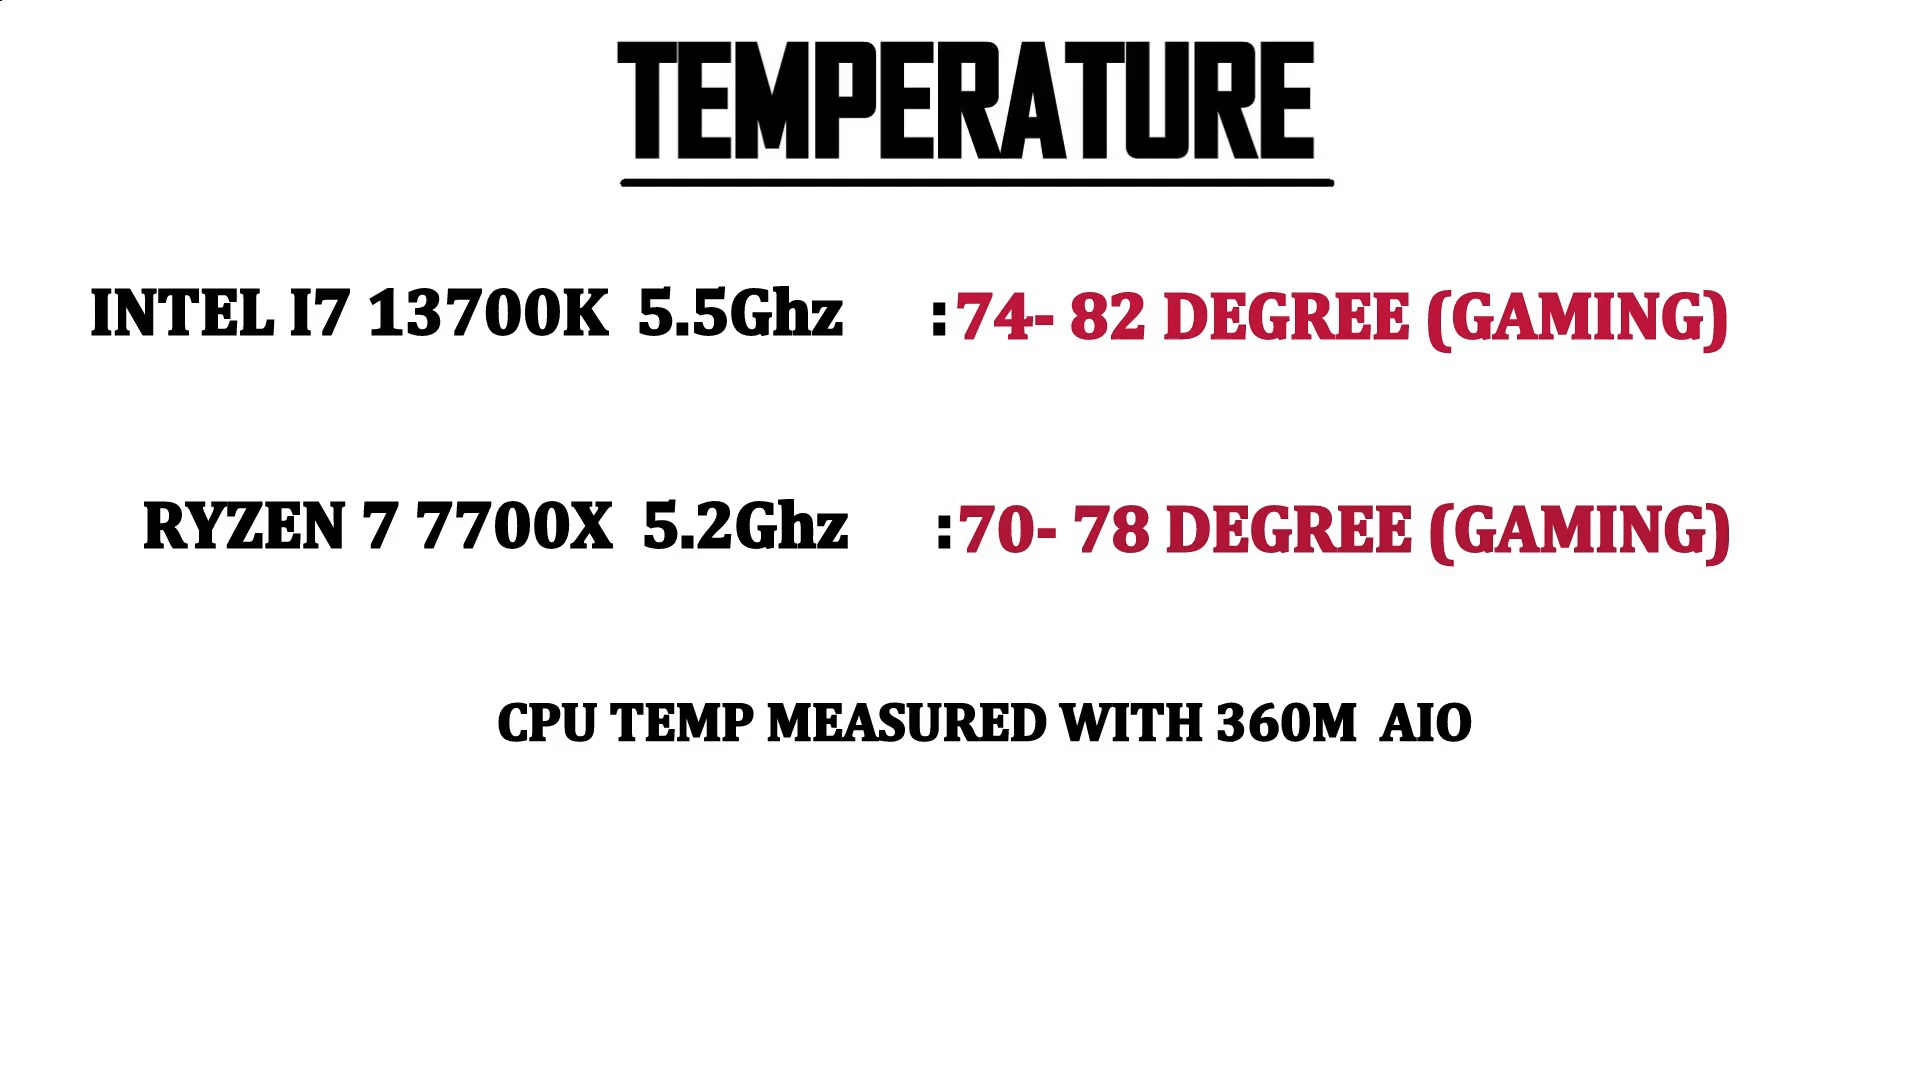 TEMPERATURE
INTEL I7 13700K 5.5Ghz :74- 82 DEGREE (GAMING)
RYZEN 7 7700X 5.2Ghz :70- 78 DEGREE (GAMING)
CPU TEMP MEASURED WITH 360M AIO